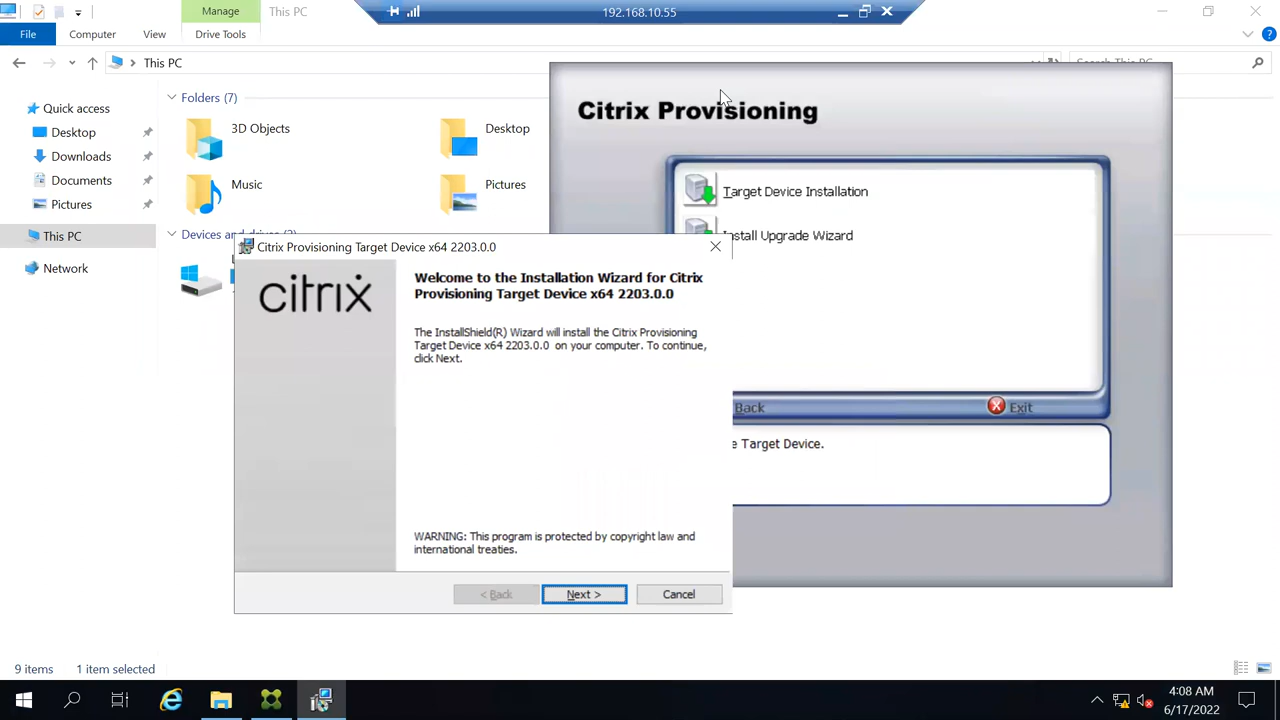 Manage
This PC
192.168.10.55
File
Computer
View
Drive Tools
This PC
Quick access
Desktop
Downloads
Documents
Pictures
This PC
Network
Folders (7)
3D Objects
Desktop
Music
Pictures
Citrix Provisioning
Target Device Installation
Install Upgrade Wizard
Back
Exit
e Target Device.
Citrix Provisioning Target Device x64 2203.0.0
citrix
Welcome to the Installation Wizard for Citrix
Provisioning Target Device x64 2203.0.0
The InstallShield(R) Wizard will install the Citrix Provisioning
Target Device x64 2203.0.0 on your computer. To continue,
click Next.
WARNING: This program is protected by copyright law and
international treaties.
< Back
Next >
Cancel
9 items
1 item selected
4:08 AM
6/17/2022